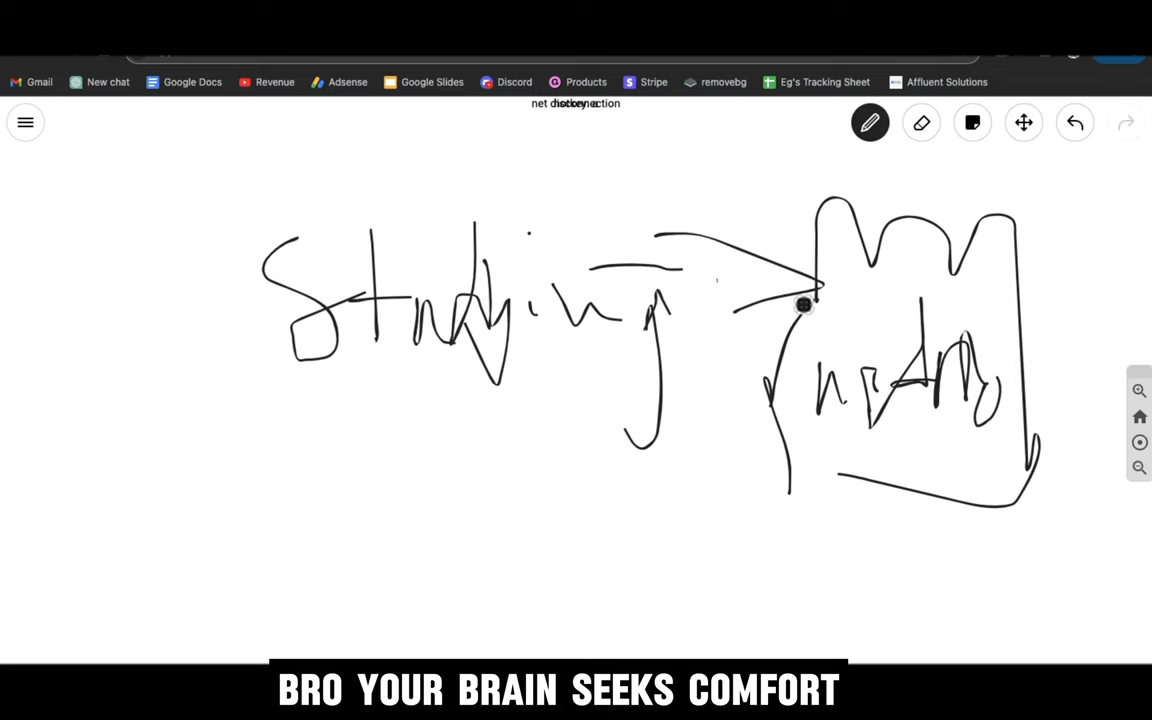 Gmail New chat Google Docs Revenue Adsense Google Slides Discord Products Stripe removebg Eg's Tracking Sheet Affluent Solutions
Studying
BRO YOUR BRAIN SEEKS COMFORT